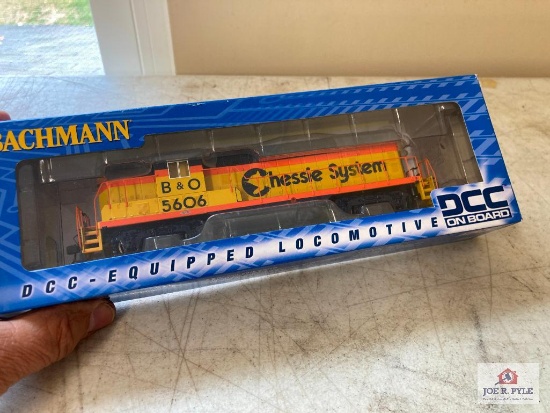 BACHMANN
B & O
5606
Chessie System
DCC
ON BOARD
DCC-EQUIPPED LOCOMOTIVE
JOE R. PYLE